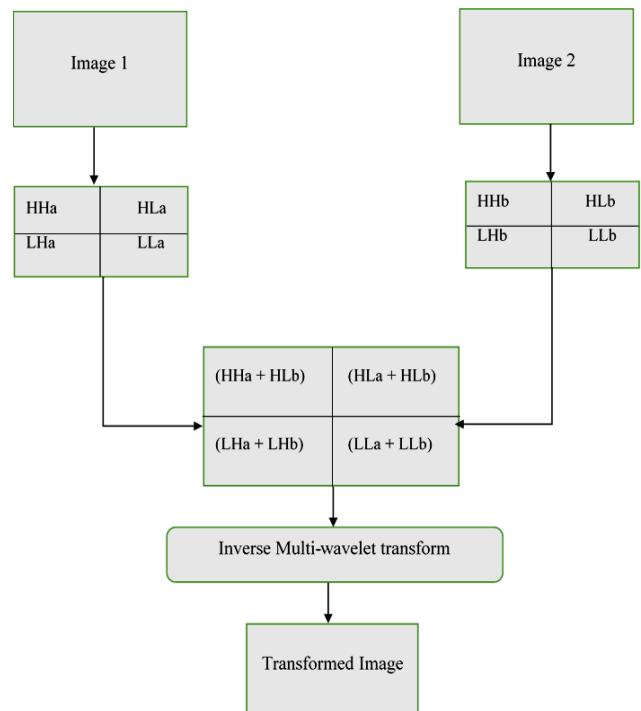 Image 1
Image 2
HHa HLa
LHa LLa
HHb HLb
LHb LLb
(HHa + HLb) (HLa + HLb)
(LHa + LHb) (LLa + LLb)
Inverse Multi-wavelet transform
Transformed Image